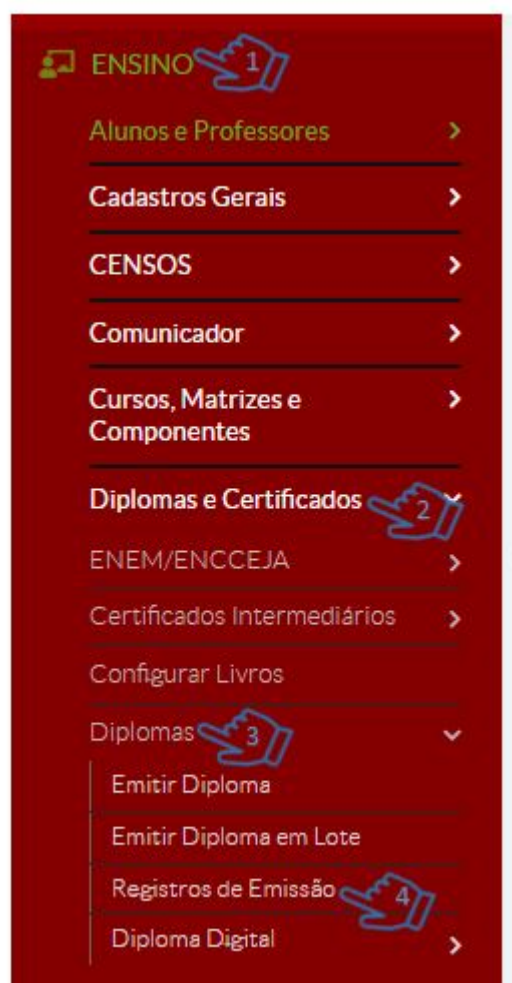 ENSINO 1
Alunos e Professores
Cadastros Gerais
CENSOS
Comunicador
Cursos, Matrizes e
Componentes
Diplomas e Certificados 2
ENEM/ENCCEJA
Certificados Intermediários
Configurar Livros
Diplomas 3
Emitir Diploma
Emitir Diploma em Lote
Registros de Emissão 4
Diploma Digital